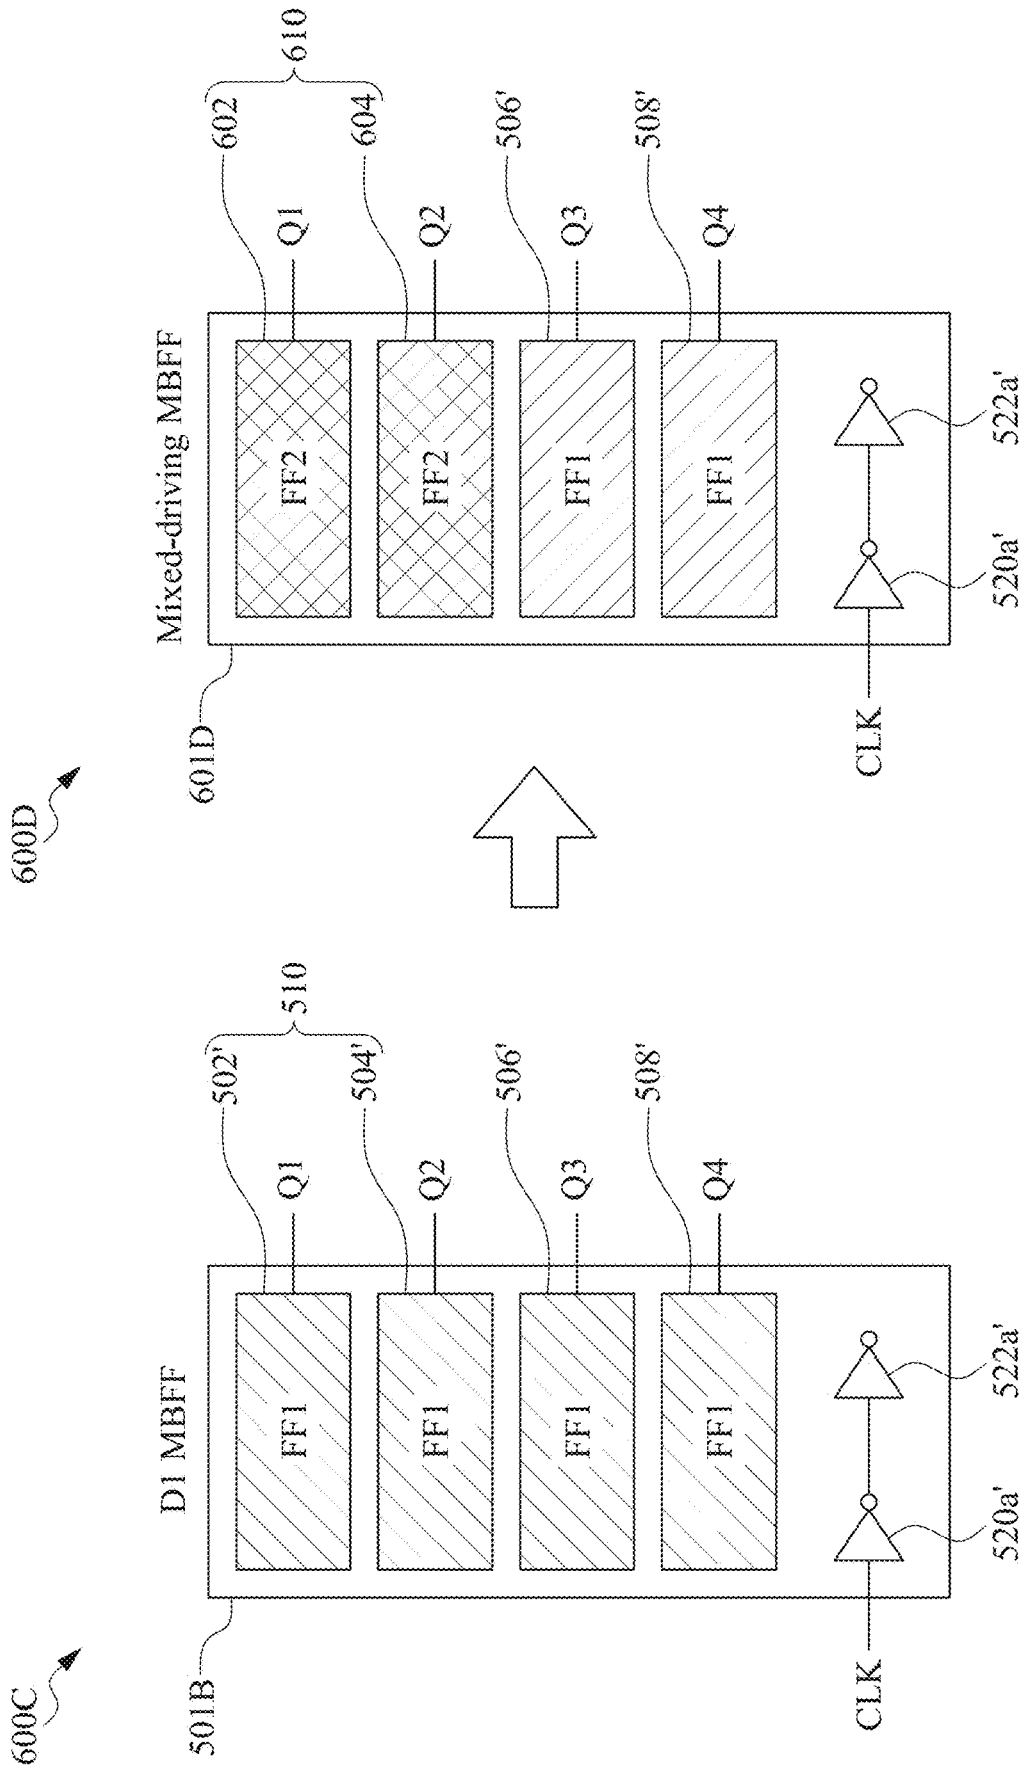 600C
D1 MBFF
501B
FF1
Q1
502'
FF1
Q2
504'
510
FF1
Q3
506'
FF1
Q4
508'
CLK
520a'
522a'
600D
Mixed-driving MBFF
601D
FF2
Q1
602
FF2
Q2
604
610
FF1
Q3
506'
FF1
Q4
508'
CLK
520a'
522a'